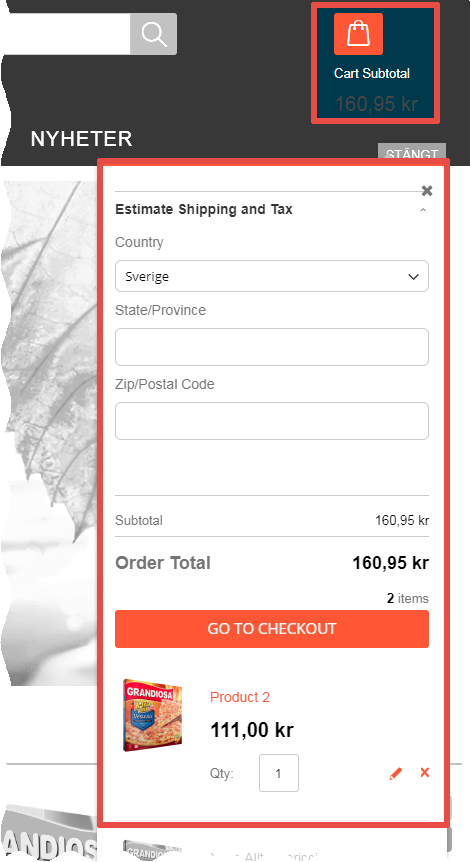 Cart Subtotal
160,95 kr
NYHETER
STÄNGT
Estimate Shipping and Tax
Country
Sverige
State/Province
Zip/Postal Code
Subtotal 160,95 kr
Order Total 160,95 kr
2 items
GO TO CHECKOUT
GRANDIOSA
Product 2
111,00 kr
Qty: 1
ANDIOS
GRANDIOSA